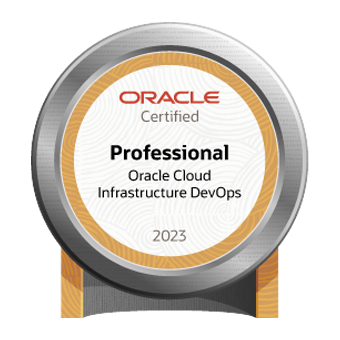 ORACLE
Certified
Professional
Oracle Cloud
Infrastructure DevOps
2023